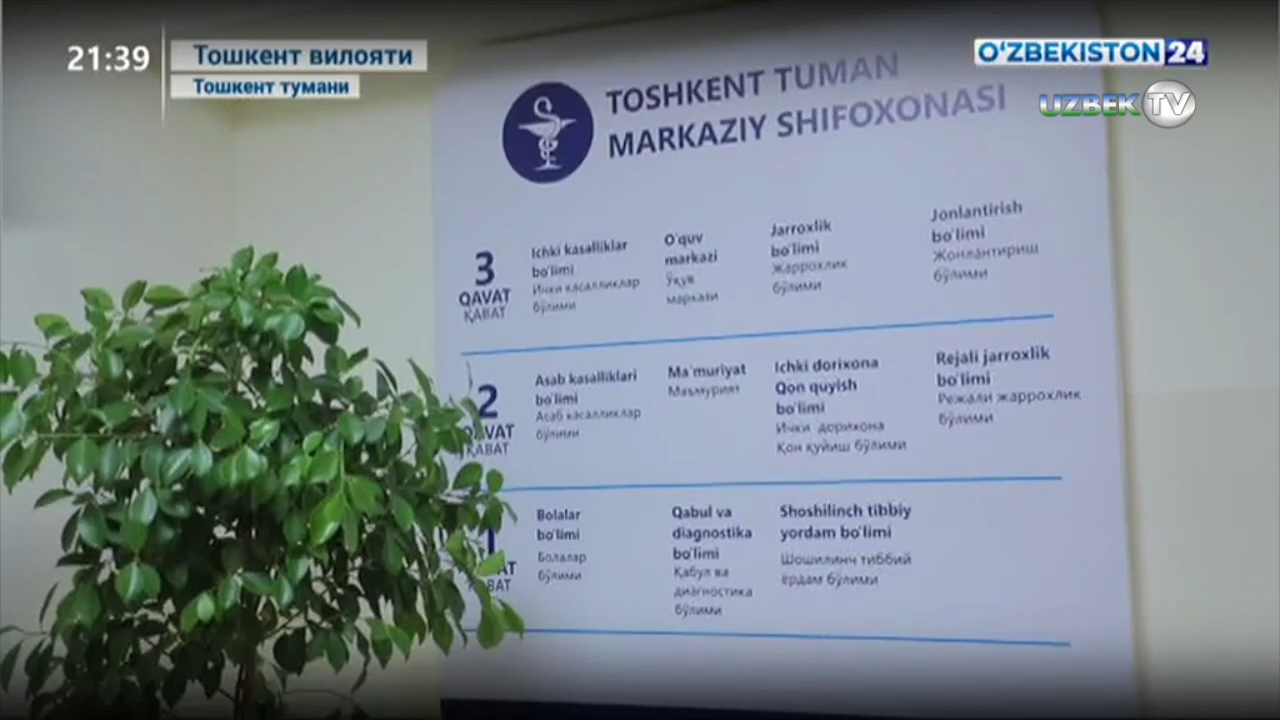 21:39
Тошкент вилояти
Тошкент тумани
O‘ZBEKISTON 24
UZBEK TV
TOSHKENT TUMAN
MARKAZIY SHIFOXONASI
3
QAVAT
ҚАВАТ
Ichki kasalliklar
bo'limi
Ички касалликлар
бўлими
O'quv
markazi
Ўқув
маркази
Jarroxlik
bo'limi
Жаррохлик
бўлими
Jonlantirish
bo'limi
Жонлантириш
бўлими
2
QAVAT
ҚАВАТ
Asab kasalliklari
bo'limi
Асаб касалликлар
бўлими
Ma'muriyat
Маъмурият
Ichki dorixona
Qon quyish
bo'limi
Ички дорихона
Қон қуйиш бўлими
Rejali jarroxlik
bo'limi
Режали жаррохлик
бўлими
1
Bolalar
bo'limi
Болалар
бўлими
Qabul va
diagnostika
bo'limi
Қабул ва
диагностика
бўлими
Shoshilinch tibbiy
yordam bo'limi
Шошилинч тиббий
ёрдам бўлими